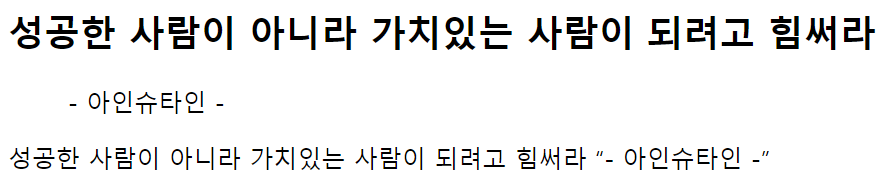 성공한 사람이 아니라 가치있는 사람이 되려고 힘써라
- 아인슈타인 -
성공한 사람이 아니라 가치있는 사람이 되려고 힘써라 “- 아인슈타인 -”